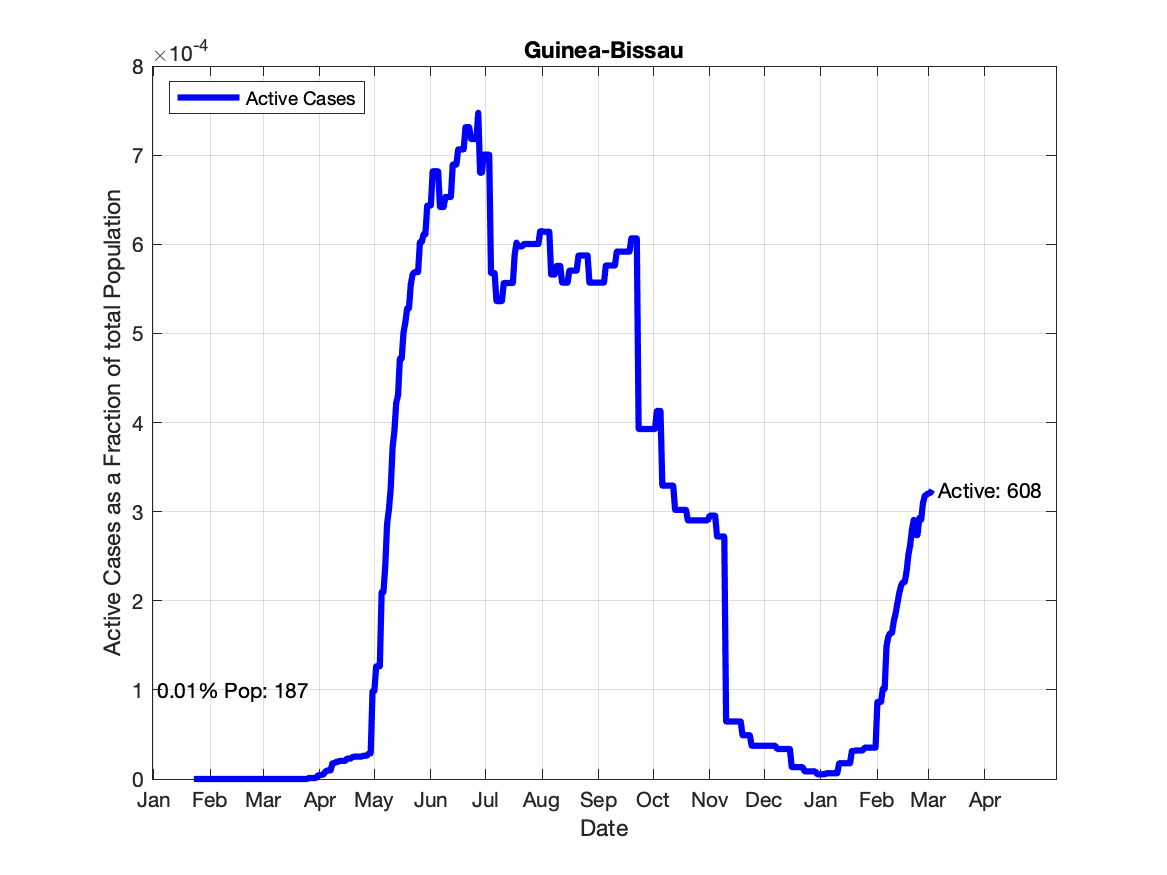 Guinea-Bissau
×10-4
Active Cases
8
7
6
5
4
3
2
1
0
Active Cases as a Fraction of total Population
0.01% Pop: 187
Active: 608
Jan Feb Mar Apr May Jun Jul Aug Sep Oct Nov Dec Jan Feb Mar Apr
Date